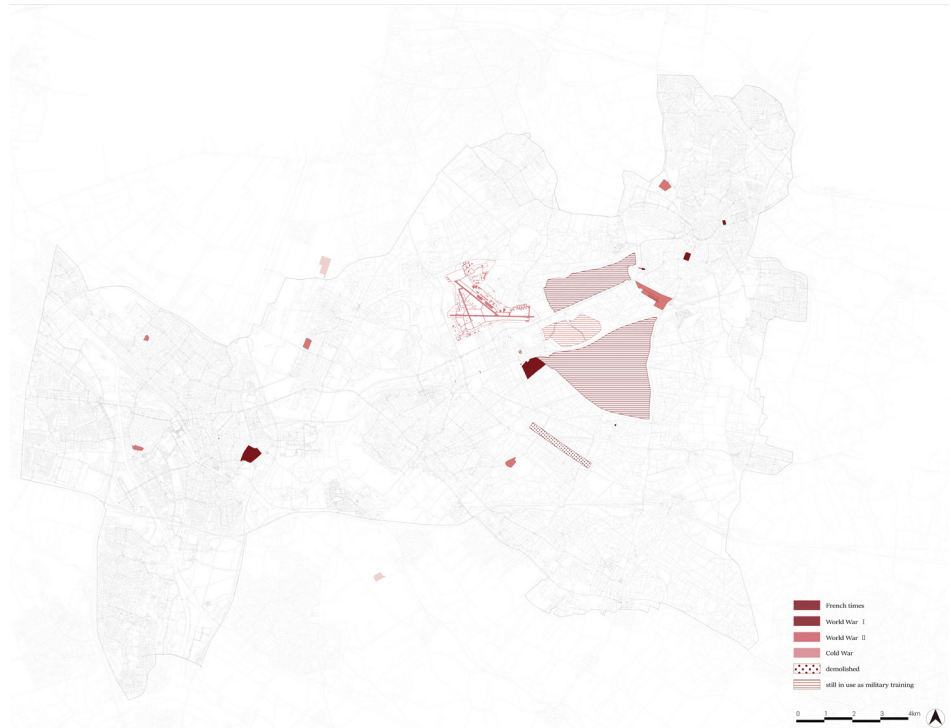 French times
World War Ⅰ
World War Ⅱ
Cold War
demolished
still in use as military training
0 1 2 3 4km